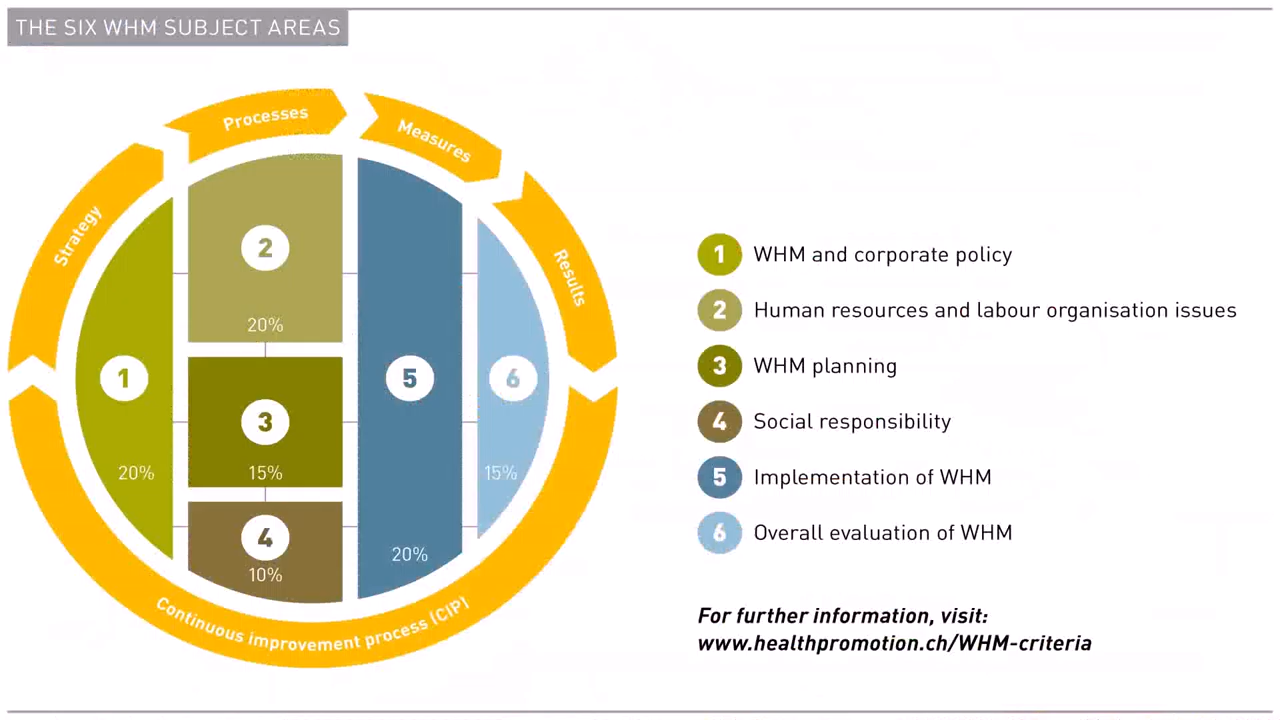 THE SIX WHM SUBJECT AREAS
Processes
Measures
Strategy
Results
2
20%
1
20%
3
15%
4
10%
5
20%
6
15%
Continuous improvement process (CIP)
1 WHM and corporate policy
2 Human resources and labour organisation issues
3 WHM planning
4 Social responsibility
5 Implementation of WHM
6 Overall evaluation of WHM
For further information, visit:
www.healthpromotion.ch/WHM-criteria